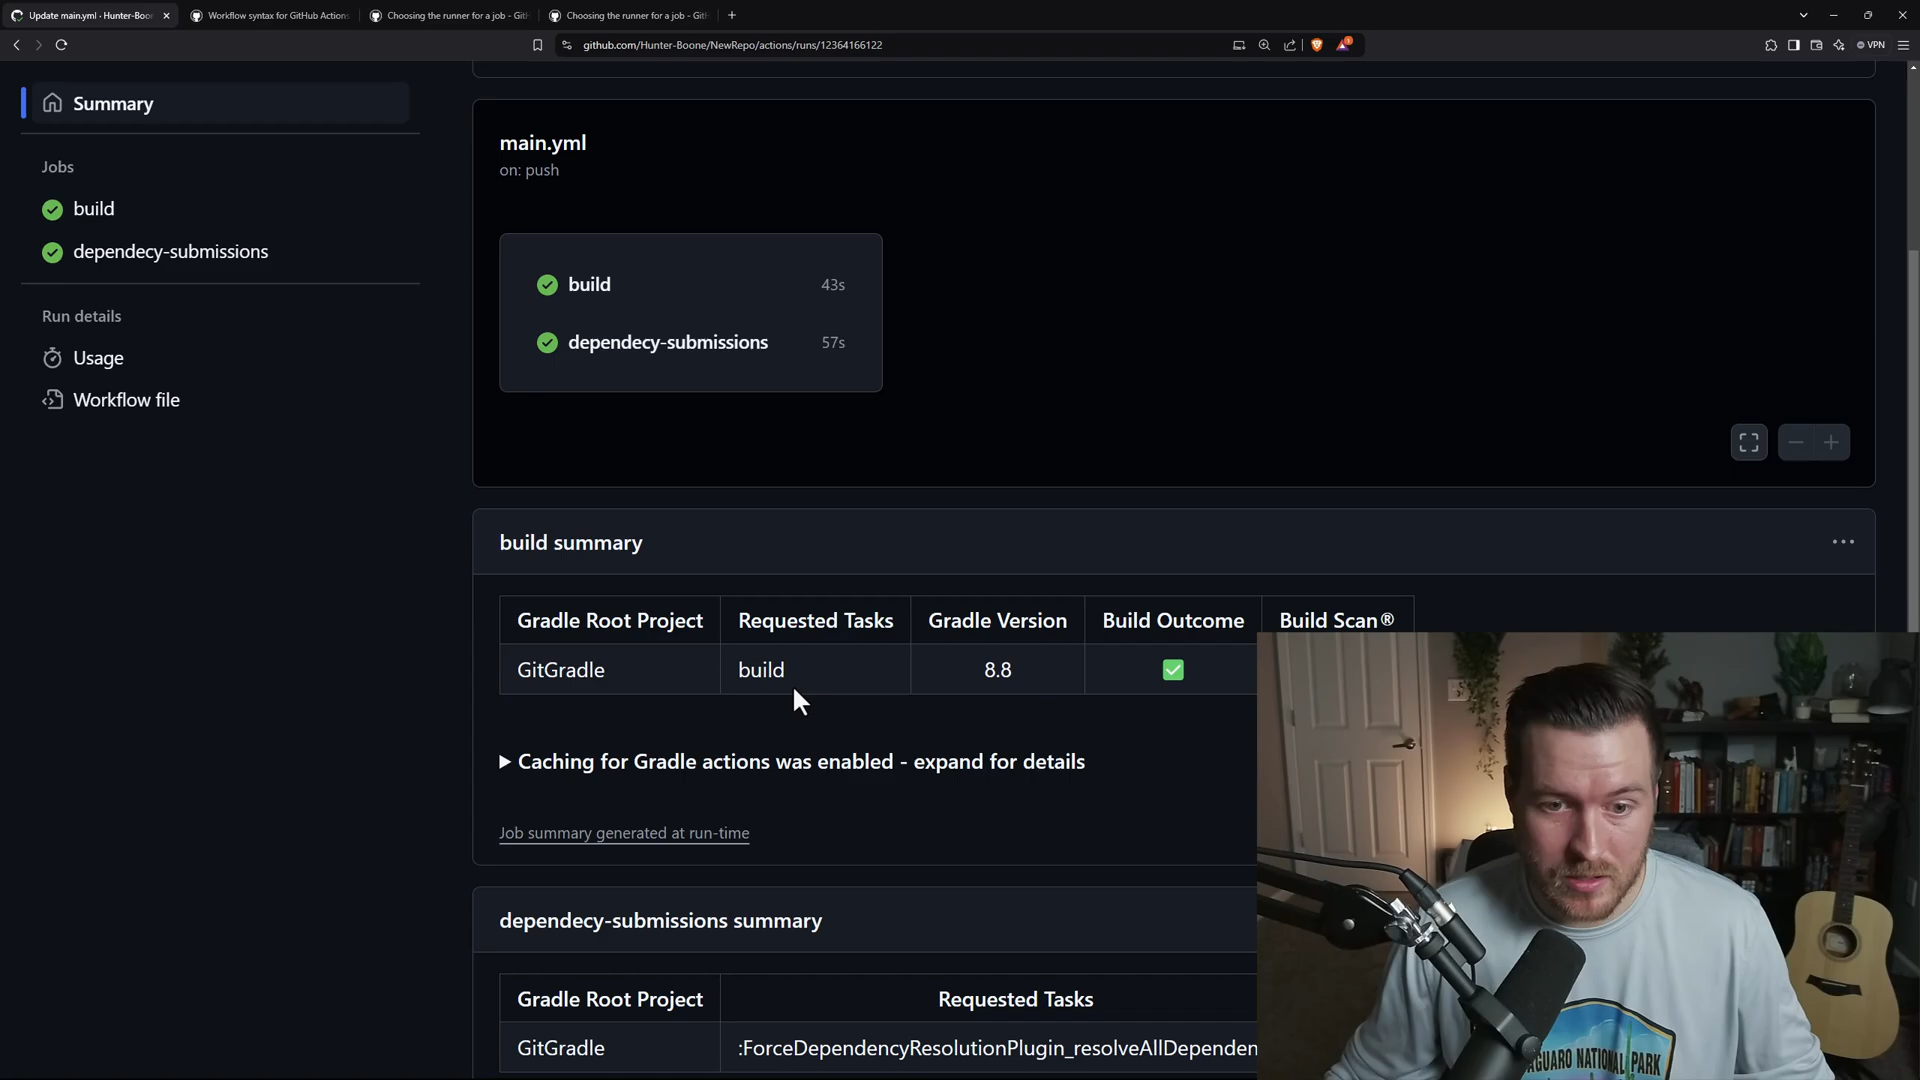 Update main.yml · Hunter-Boo
Workflow syntax for GitHub Actions
Choosing the runner for a job - GitH
Choosing the runner for a job - GitH
github.com/Hunter-Boone/NewRepo/actions/runs/12364166122
1
VPN
Summary
Jobs
build
dependecy-submissions
Run details
Usage
Workflow file
main.yml
on: push
build 43s
dependecy-submissions 57s
build summary
Gradle Root Project Requested Tasks Gradle Version Build Outcome Build Scan®
GitGradle build 8.8
Caching for Gradle actions was enabled - expand for details
Job summary generated at run-time
dependecy-submissions summary
Gradle Root Project Requested Tasks
GitGradle :ForceDependencyResolutionPlugin_resolveAllDependen
AGUARO NATIONAL PARK